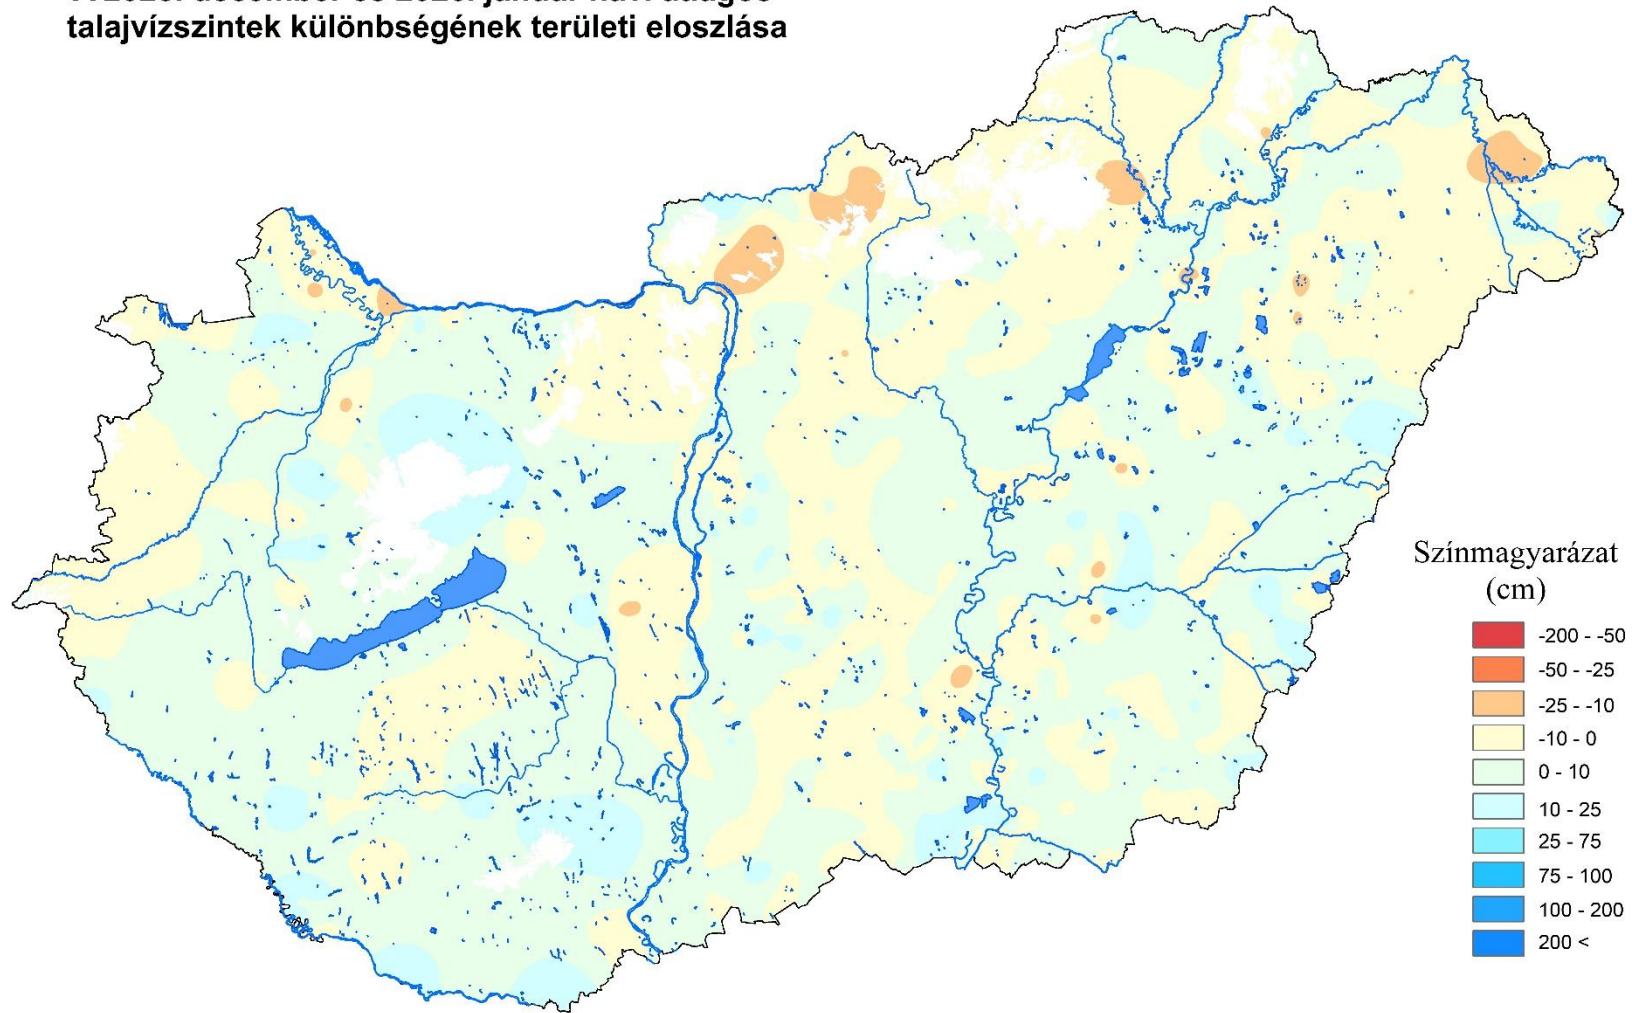 talajvízszintek különbségének területi eloszlása
Színmagyarázat
(cm)
-200 - -50
-50 - -25
-25 - -10
-10 - 0
0 - 10
10 - 25
25 - 75
75 - 100
100 - 200
200 <